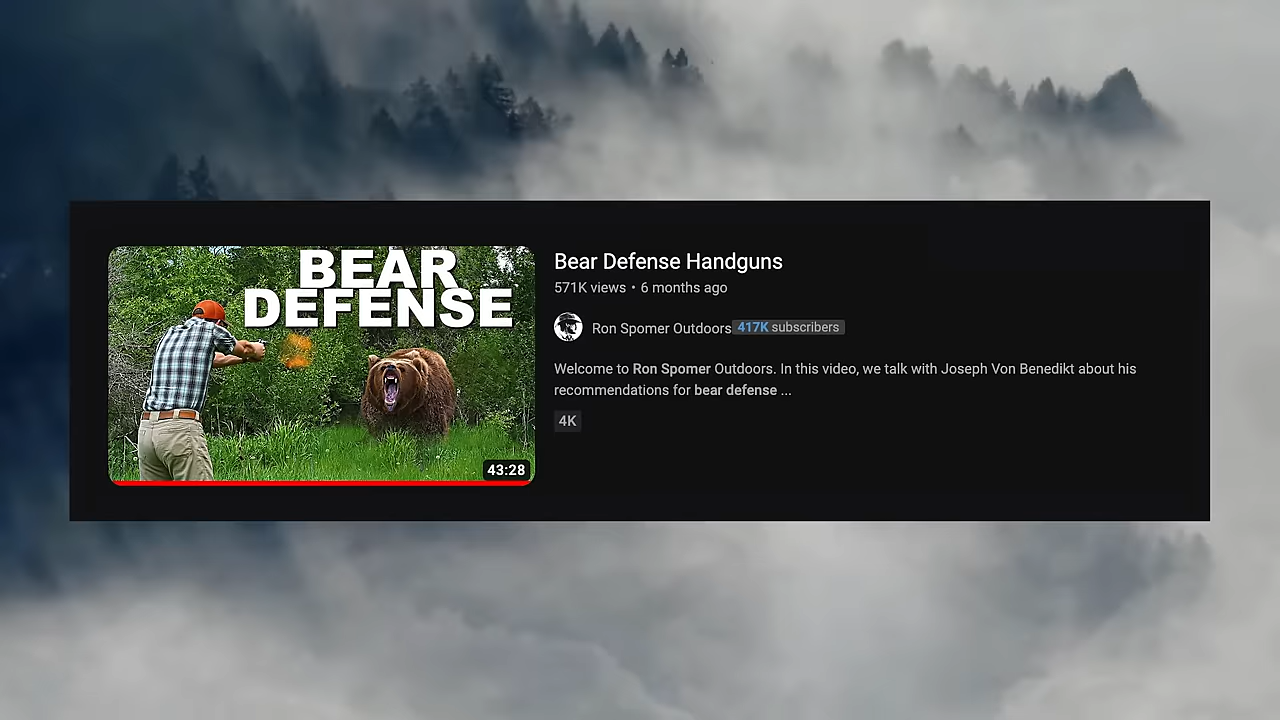 BEAR
DEFENSE
43:28
Bear Defense Handguns
571K views • 6 months ago
Ron Spomer Outdoors 417K subscribers
Welcome to Ron Spomer Outdoors. In this video, we talk with Joseph Von Benedikt about his
recommendations for bear defense ...
4K